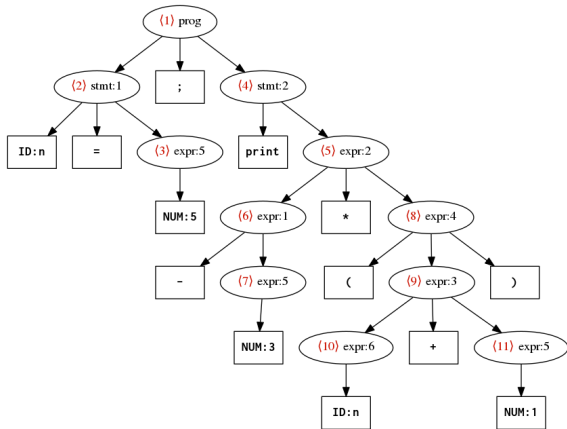 ⟨1⟩ prog
⟨2⟩ stmt:1
;
⟨4⟩ stmt:2
ID:n
=
⟨3⟩ expr:5
print
⟨5⟩ expr:2
NUM:5
⟨6⟩ expr:1
*
⟨8⟩ expr:4
-
⟨7⟩ expr:5
(
⟨9⟩ expr:3
)
NUM:3
⟨10⟩ expr:6
+
⟨11⟩ expr:5
ID:n
NUM:1